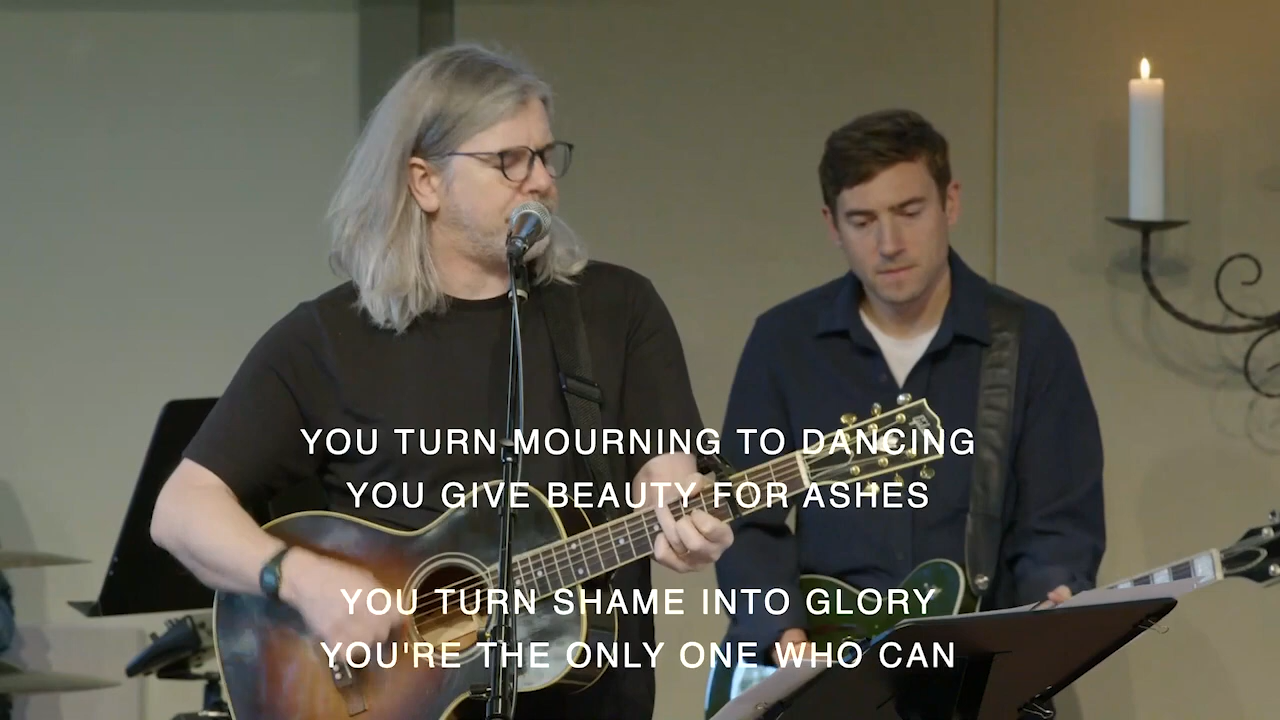 YOU TURN MOURNING TO DANCING
YOU GIVE BEAUTY FOR ASHES
YOU TURN SHAME INTO GLORY
YOU'RE THE ONLY ONE WHO CAN